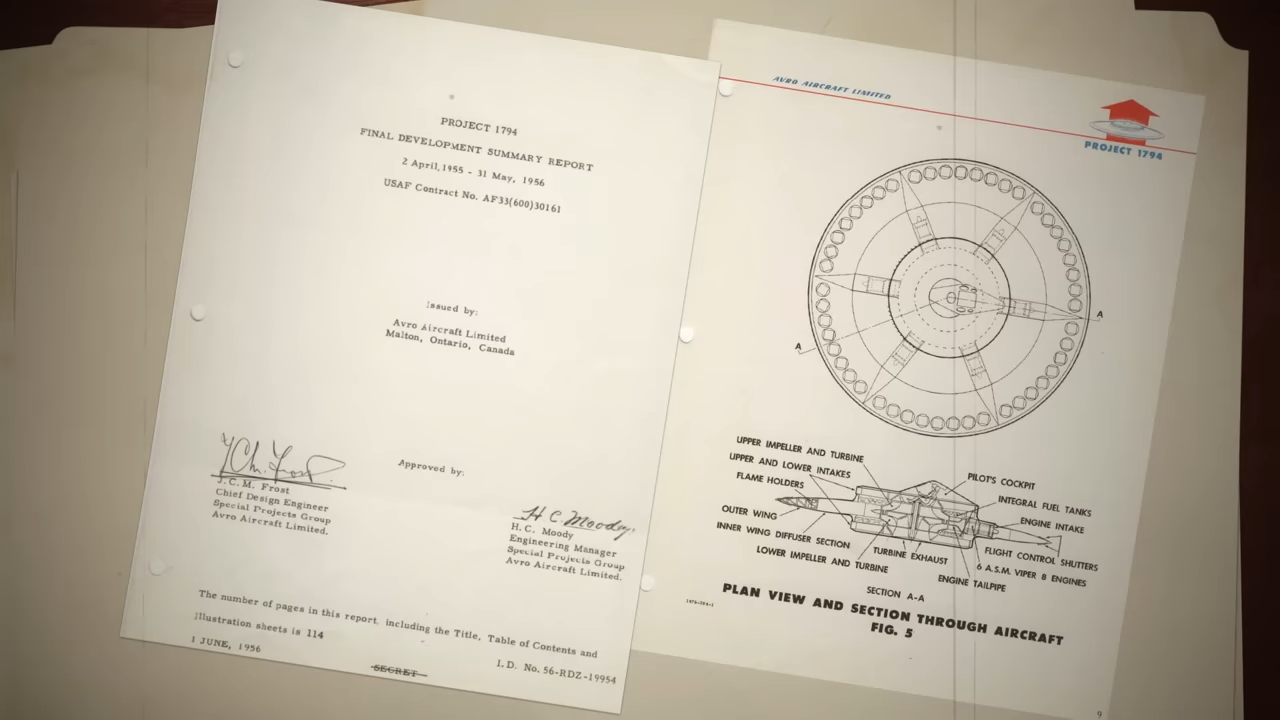 PROJECT 1794
FINAL DEVELOPMENT SUMMARY REPORT
2 April, 1955 - 31 May, 1956
USAF Contract No. AF33(600)30161
Issued by:
Avro Aircraft Limited
Malton, Ontario, Canada
Approved by:
J.C.M. Frost
J.C.M. Frost
Chief Design Engineer
Special Projects Group
Avro Aircraft Limited.
H C Moody.
H.C. Moody
Engineering Manager
Special Projects Group
Avro Aircraft Limited.
The number of pages in this report, including the Title, Table of Contents and
Illustration sheets is 114
1 JUNE, 1956
I.D. No. 56-RDZ-19954
SECRET
AVRO AIRCRAFT LIMITED
PROJECT 1794
A
A
UPPER IMPELLER AND TURBINE
UPPER AND LOWER INTAKES
FLAME HOLDERS
OUTER WING
INNER WING DIFFUSER SECTION
LOWER IMPELLER AND TURBINE
TURBINE EXHAUST
PILOT'S COCKPIT
INTEGRAL FUEL TANKS
ENGINE INTAKE
FLIGHT CONTROL SHUTTERS
6 A.S.M. VIPER 8 ENGINES
ENGINE TAILPIPE
SECTION A-A
PLAN VIEW AND SECTION THROUGH AIRCRAFT
FIG. 5
9